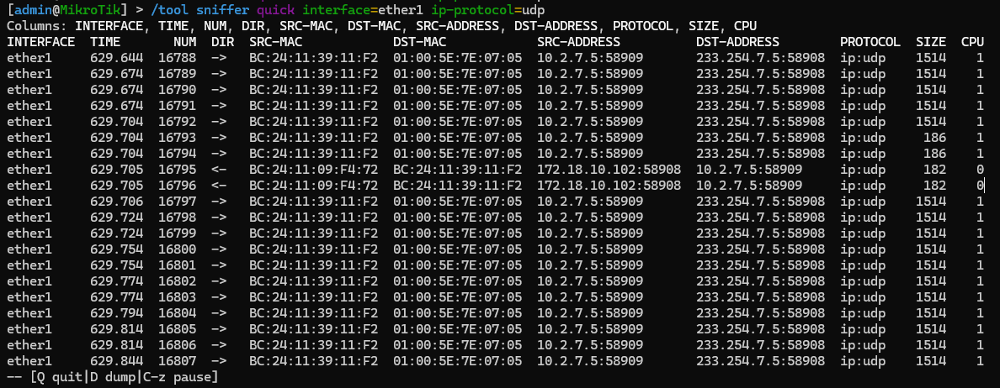 [admin@MikroTik] > /tool sniffer quick interface=ether1 ip-protocol=udp
Columns: INTERFACE, TIME, NUM, DIR, SRC-MAC, DST-MAC, SRC-ADDRESS, DST-ADDRESS, PROTOCOL, SIZE, CPU
INTERFACE  TIME        NUM  DIR  SRC-MAC            DST-MAC            SRC-ADDRESS          DST-ADDRESS        PROTOCOL  SIZE  CPU
ether1     629.644  16788  ->   BC:24:11:39:11:F2  01:00:5E:7E:07:05  10.2.7.5:58909       233.254.7.5:58908  ip:udp    1514    1
ether1     629.674  16789  ->   BC:24:11:39:11:F2  01:00:5E:7E:07:05  10.2.7.5:58909       233.254.7.5:58908  ip:udp    1514    1
ether1     629.674  16790  ->   BC:24:11:39:11:F2  01:00:5E:7E:07:05  10.2.7.5:58909       233.254.7.5:58908  ip:udp    1514    1
ether1     629.674  16791  ->   BC:24:11:39:11:F2  01:00:5E:7E:07:05  10.2.7.5:58909       233.254.7.5:58908  ip:udp    1514    1
ether1     629.704  16792  ->   BC:24:11:39:11:F2  01:00:5E:7E:07:05  10.2.7.5:58909       233.254.7.5:58908  ip:udp    1514    1
ether1     629.704  16793  ->   BC:24:11:39:11:F2  01:00:5E:7E:07:05  10.2.7.5:58909       233.254.7.5:58908  ip:udp     186    1
ether1     629.704  16794  ->   BC:24:11:39:11:F2  01:00:5E:7E:07:05  10.2.7.5:58909       233.254.7.5:58908  ip:udp     186    1
ether1     629.705  16795  <-   BC:24:11:09:F4:72  BC:24:11:39:11:F2  172.18.10.102:58908  10.2.7.5:58909     ip:udp     182    0
ether1     629.705  16796  <-   BC:24:11:09:F4:72  BC:24:11:39:11:F2  172.18.10.102:58908  10.2.7.5:58909     ip:udp     182    0
ether1     629.706  16797  ->   BC:24:11:39:11:F2  01:00:5E:7E:07:05  10.2.7.5:58909       233.254.7.5:58908  ip:udp    1514    1
ether1     629.724  16798  ->   BC:24:11:39:11:F2  01:00:5E:7E:07:05  10.2.7.5:58909       233.254.7.5:58908  ip:udp    1514    1
ether1     629.724  16799  ->   BC:24:11:39:11:F2  01:00:5E:7E:07:05  10.2.7.5:58909       233.254.7.5:58908  ip:udp    1514    1
ether1     629.754  16800  ->   BC:24:11:39:11:F2  01:00:5E:7E:07:05  10.2.7.5:58909       233.254.7.5:58908  ip:udp    1514    1
ether1     629.754  16801  ->   BC:24:11:39:11:F2  01:00:5E:7E:07:05  10.2.7.5:58909       233.254.7.5:58908  ip:udp    1514    1
ether1     629.774  16802  ->   BC:24:11:39:11:F2  01:00:5E:7E:07:05  10.2.7.5:58909       233.254.7.5:58908  ip:udp    1514    1
ether1     629.774  16803  ->   BC:24:11:39:11:F2  01:00:5E:7E:07:05  10.2.7.5:58909       233.254.7.5:58908  ip:udp    1514    1
ether1     629.794  16804  ->   BC:24:11:39:11:F2  01:00:5E:7E:07:05  10.2.7.5:58909       233.254.7.5:58908  ip:udp    1514    1
ether1     629.814  16805  ->   BC:24:11:39:11:F2  01:00:5E:7E:07:05  10.2.7.5:58909       233.254.7.5:58908  ip:udp    1514    1
ether1     629.814  16806  ->   BC:24:11:39:11:F2  01:00:5E:7E:07:05  10.2.7.5:58909       233.254.7.5:58908  ip:udp    1514    1
ether1     629.844  16807  ->   BC:24:11:39:11:F2  01:00:5E:7E:07:05  10.2.7.5:58909       233.254.7.5:58908  ip:udp    1514    1
-- [Q quit|D dump|C-z pause]